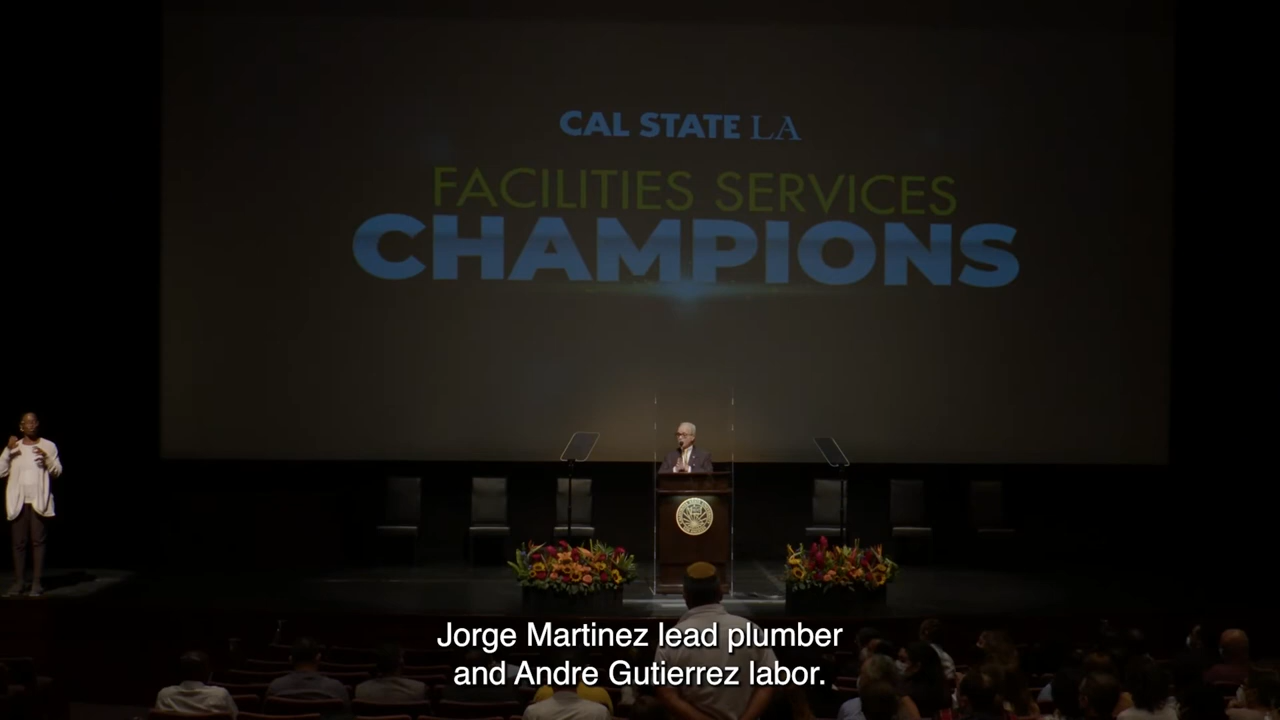 CAL STATE LA
FACILITIES SERVICES
CHAMPIONS
Jorge Martinez lead plumber
and Andre Gutierrez labor.